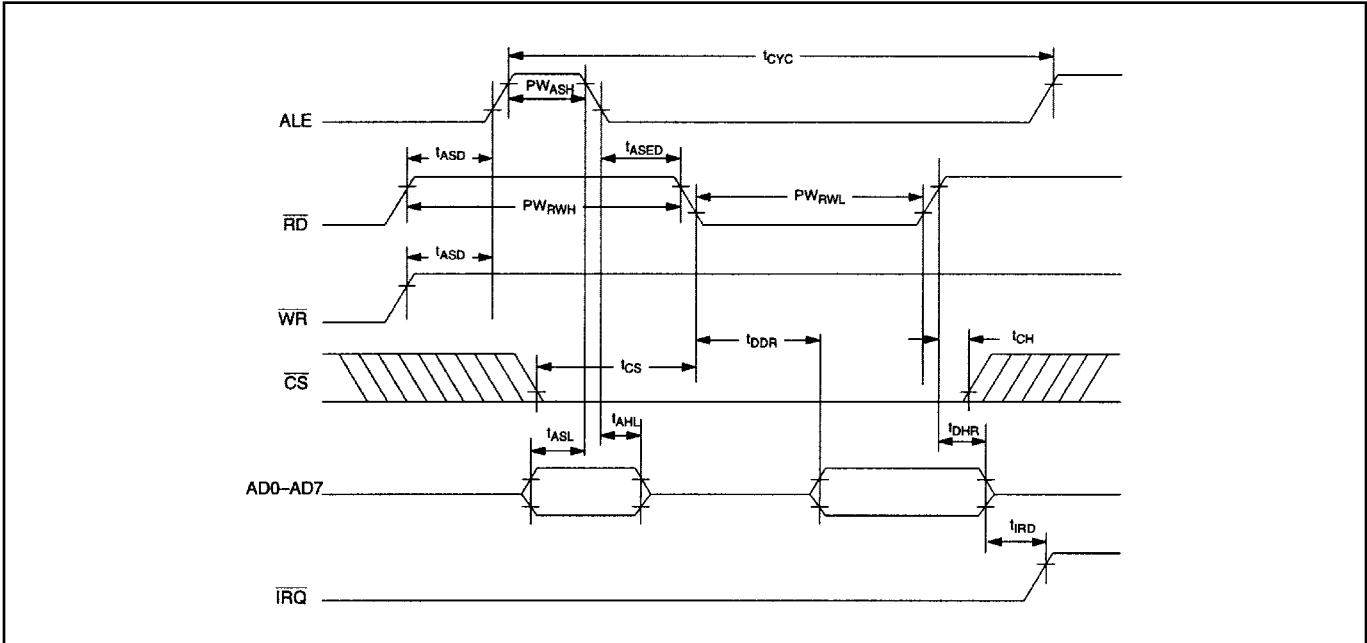 tCYC
PWASH
ALE
tASD
tASED
PWRWH
PWRWL
RD
tASD
WR
tDDR
tCH
tCS
CS
tASL
tAHL
tDHR
AD0–AD7
tIRD
IRQ